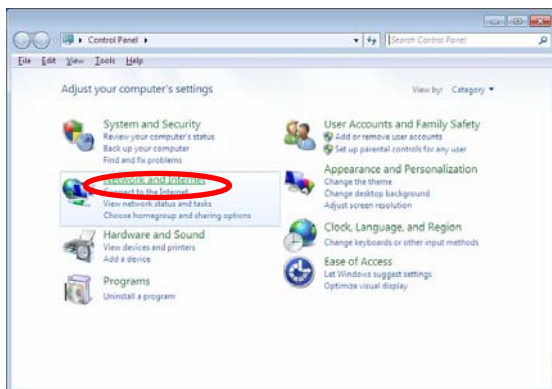 Control Panel
Search Control Panel
File Edit View Tools Help
Adjust your computer's settings
View by: Category
System and Security
Review your computer's status
Back up your computer
Find and fix problems
Network and Internet
Connect to the Internet
View network status and tasks
Choose homegroup and sharing options
Hardware and Sound
View devices and printers
Add a device
Programs
Uninstall a program
User Accounts and Family Safety
Add or remove user accounts
Set up parental controls for any user
Appearance and Personalization
Change the theme
Change desktop background
Adjust screen resolution
Clock, Language, and Region
Change keyboards or other input methods
Ease of Access
Let Windows suggest settings
Optimize visual display